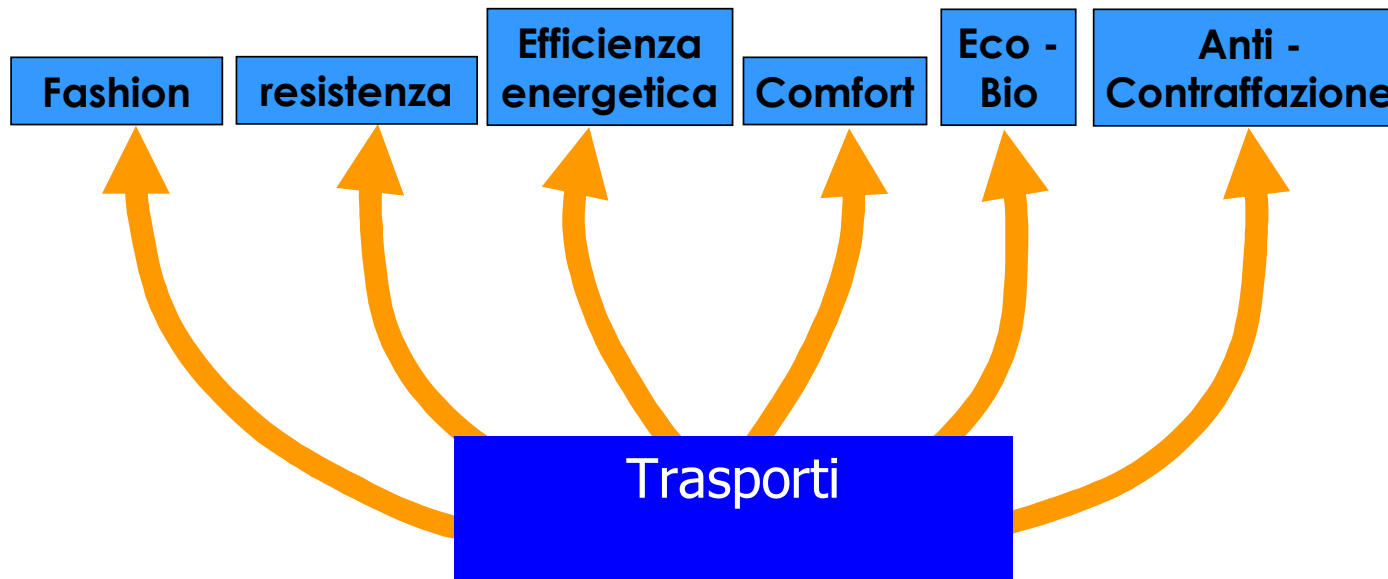 Fashion
resistenza
Efficienza
energetica
Comfort
Eco -
Bio
Anti -
Contraffazione
Trasporti